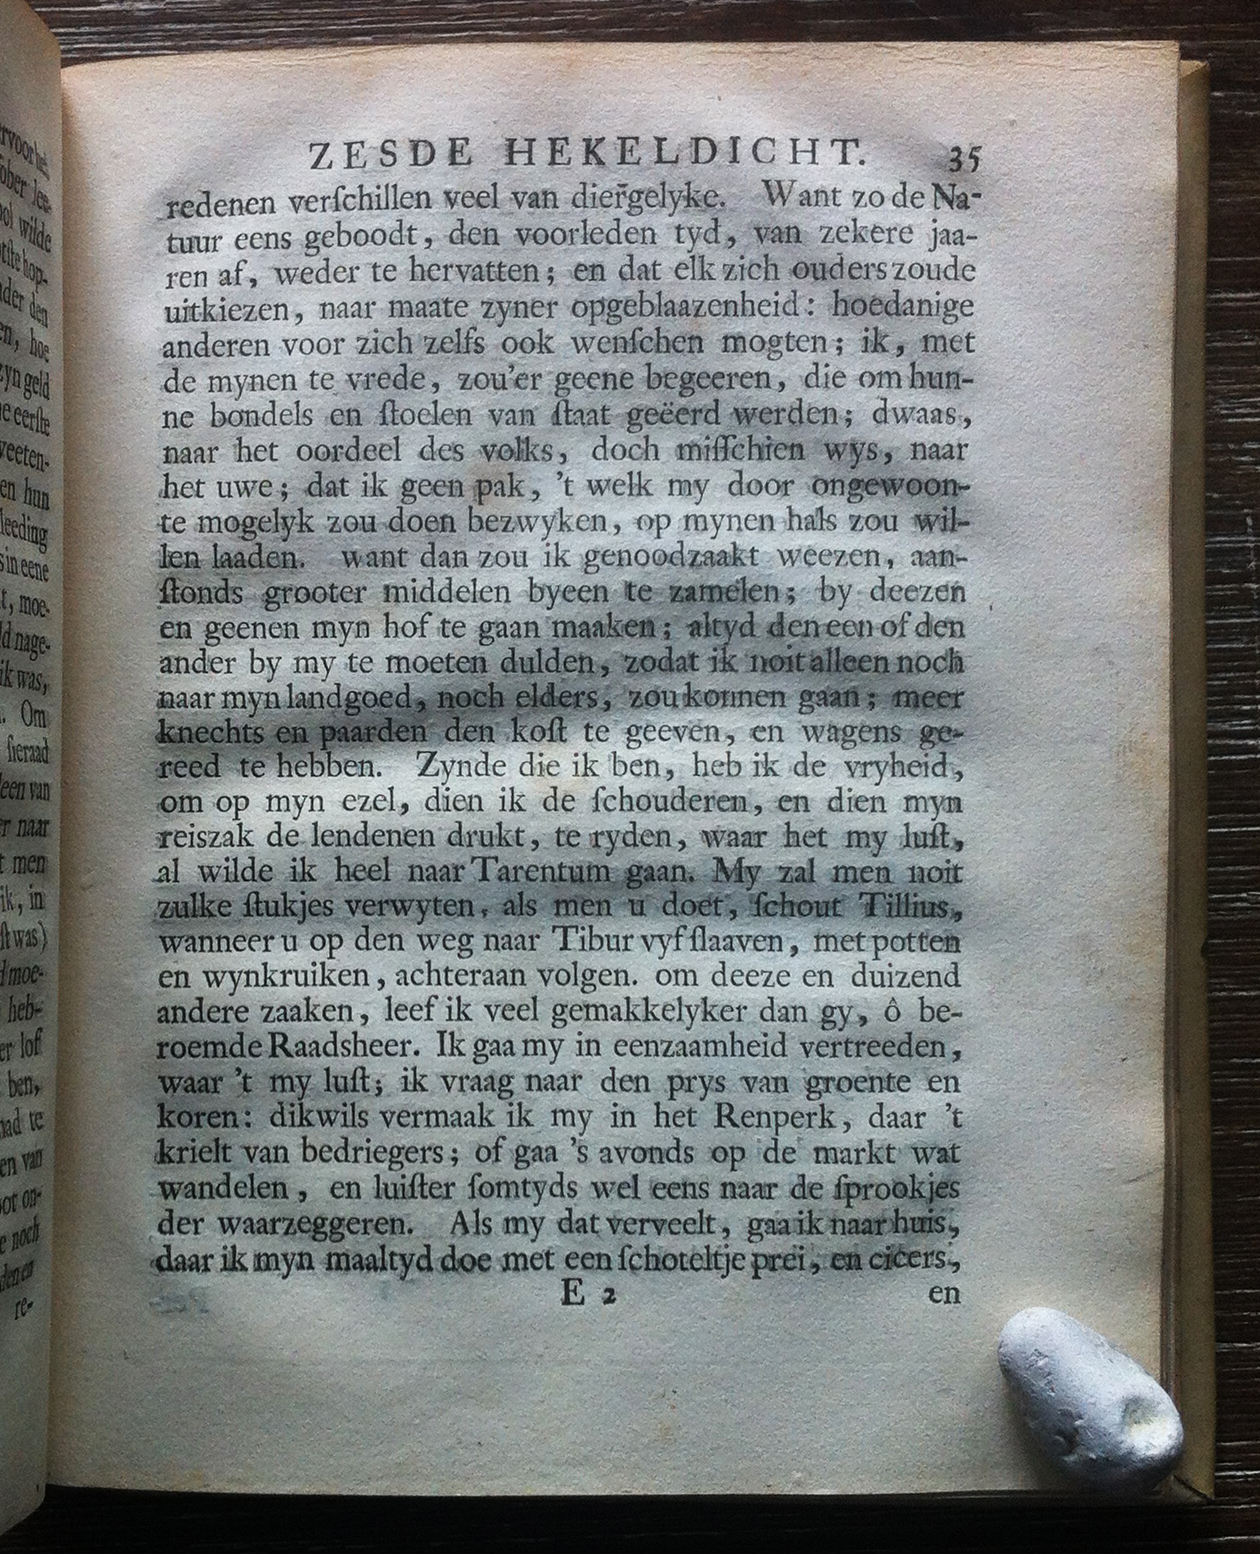 ZESDE HEKELDICHT. 35
redenen verſchillen veel van dier̃gelyke. Want zo de Na-
tuur eens geboodt, den voorleden tyd, van zekere jaa-
ren af, weder te hervatten; en dat elk zich ouders zoude
uitkiezen, naar maate zyner opgeblaazenheid: hoedanige
anderen voor zich zelfs ook wenſchen mogten; ik, met
de mynen te vrede, zou'er geene begeeren, die om hun-
ne bondels en ſtoelen van ſtaat geëerd werden; dwaas,
naar het oordeel des volks, doch miſſchien wys, naar
het uwe; dat ik geen pak, 't welk my door ongewoon-
te mogelyk zou doen bezwyken, op mynen hals zou wil-
len laaden. want dan zou ik genoodzaakt weezen, aan-
ſtonds grooter middelen byeen te zamelen; by deezen
en geenen myn hof te gaan maaken; altyd den een of den
ander by my te moeten dulden, zodat ik noit alleen noch
naar myn landgoed, noch elders, zou konnen gaan; meer
knechts en paarden den koſt te geeven, en wagens ge-
reed te hebben. Zynde die ik ben, heb ik de vryheid,
om op myn ezel, dien ik de ſchouderen, en dien myn
reiszak de lendenen drukt, te ryden, waar het my luſt,
al wilde ik heel naar Tarentum gaan. My zal men noit
zulke ſtukjes verwyten, als men u doet, ſchout Tillius,
wanneer u op den weg naar Tibur vyf ſlaaven, met potten
en wynkruiken, achteraan volgen. om deeze en duizend
andere zaaken, leef ik veel gemakkelyker dan gy, ô be-
roemde Raadsheer. Ik gaa my in eenzaamheid vertreeden,
waar 't my luſt; ik vraag naar den prys van groente en
koren: dikwils vermaak ik my in het Renperk, daar 't
krielt van bedriegers; of gaa 's avonds op de markt wat
wandelen, en luiſter ſomtyds wel eens naar de ſprookjes
der waarzeggeren. Als my dat verveelt, gaa ik naar huis,
daar ik myn maaltyd doe met een ſchoteltje prei, en cicers,
E 2 en